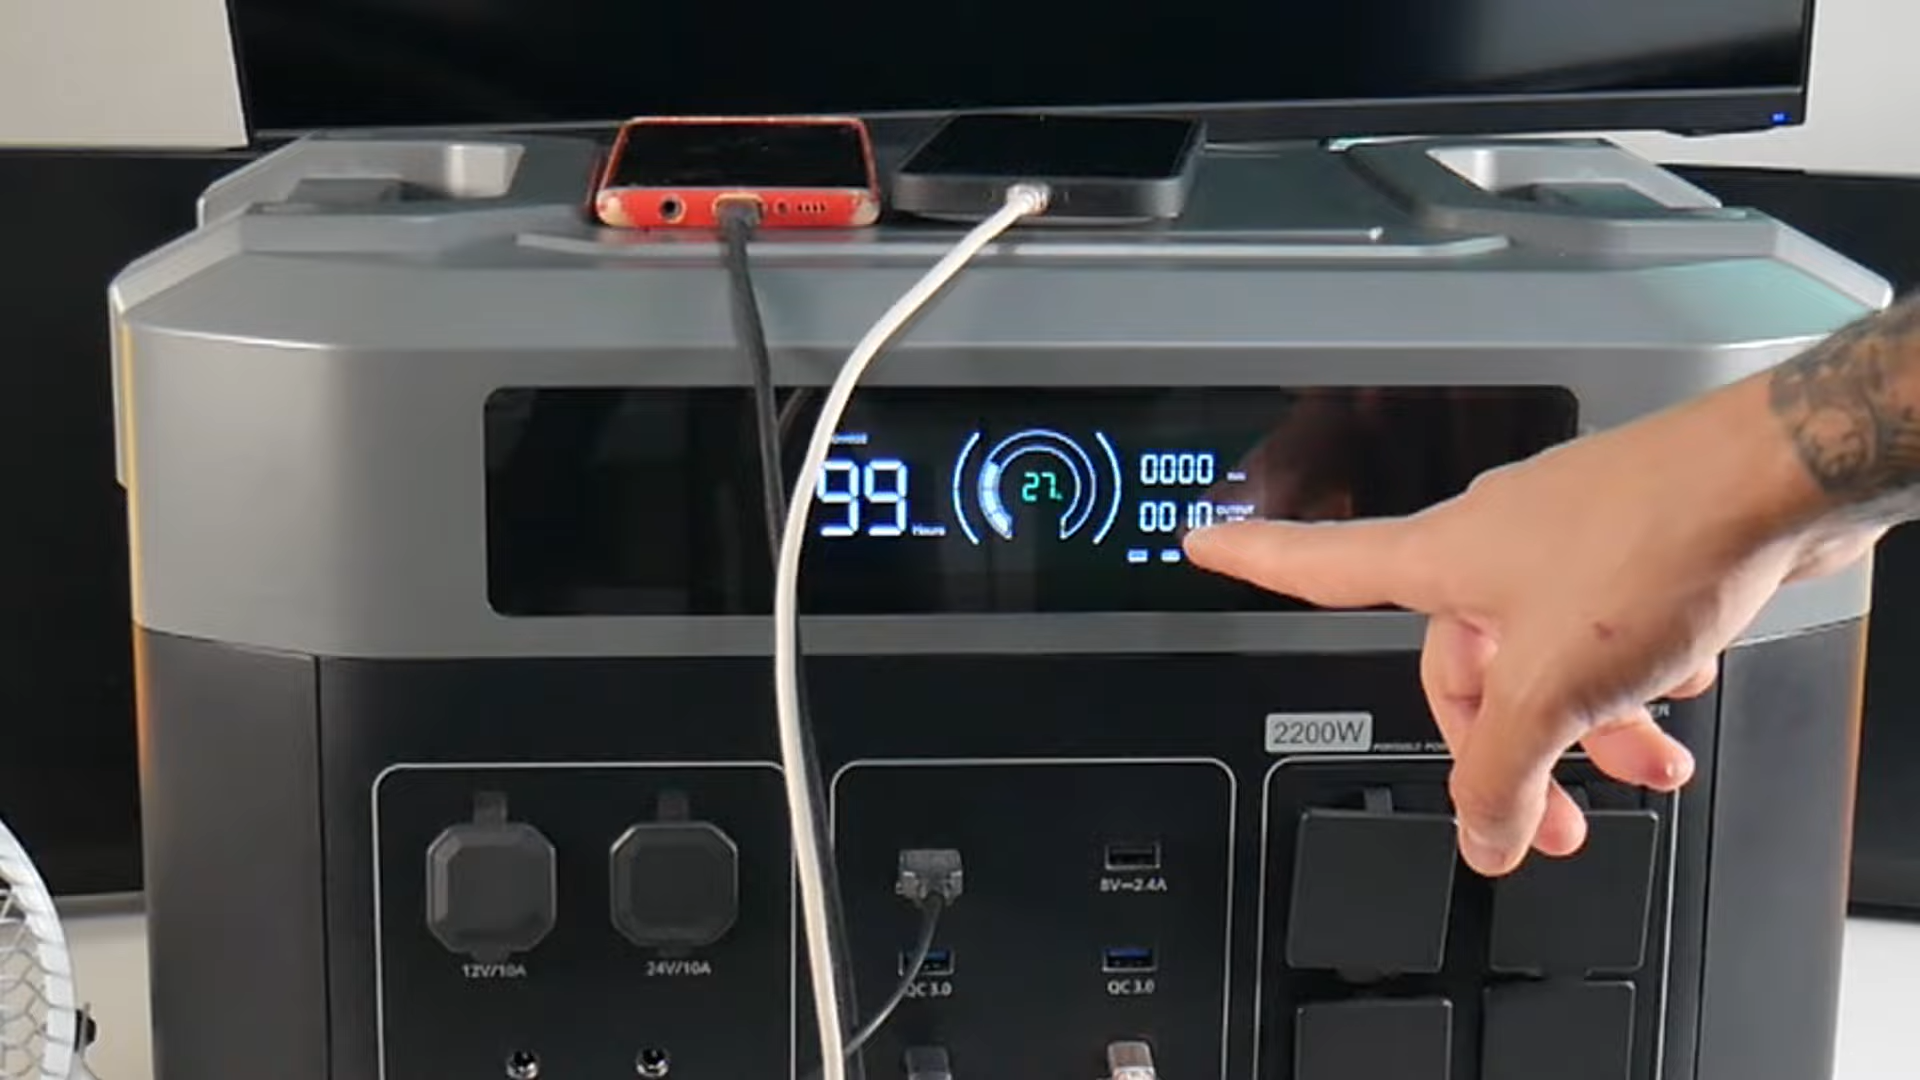 99 Hours
27%
0000
0010 OUTPUT
2200W
12V/10A
24V/10A
5V⎓2.4A
QC 3.0
QC 3.0